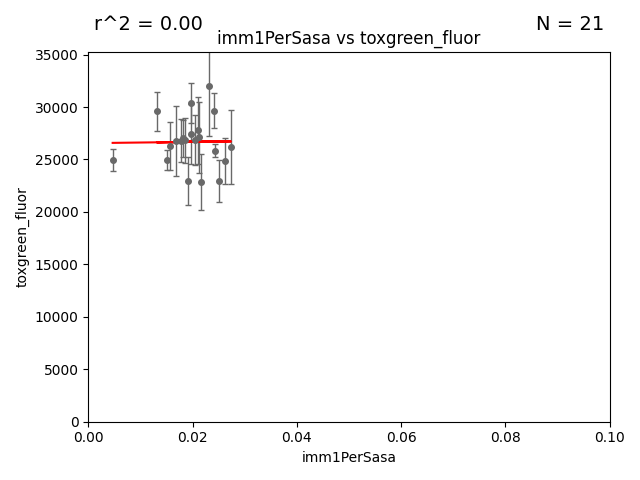 r^2 = 0.00
N = 21
imm1PerSasa vs toxgreen_fluor
35000
30000
25000
20000
15000
10000
5000
0
toxgreen_fluor
0.00 0.02 0.04 0.06 0.08 0.10
imm1PerSasa